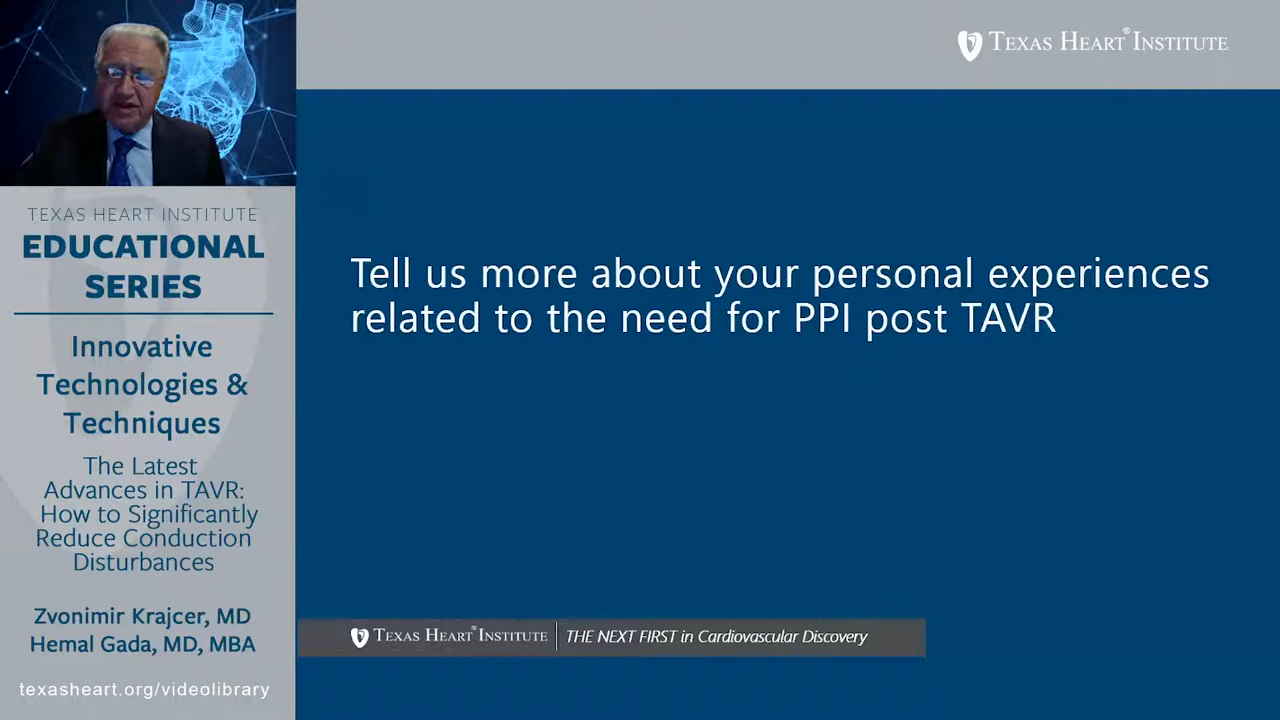 TEXAS HEART INSTITUTE
EDUCATIONAL
SERIES
Innovative
Technologies &
Techniques
The Latest
Advances in TAVR:
How to Significantly
Reduce Conduction
Disturbances
Zvonimir Krajcer, MD
Hemal Gada, MD, MBA
texasheart.org/videolibrary
TEXAS HEART® INSTITUTE
Tell us more about your personal experiences
related to the need for PPI post TAVR
TEXAS HEART® INSTITUTE | THE NEXT FIRST in Cardiovascular Discovery